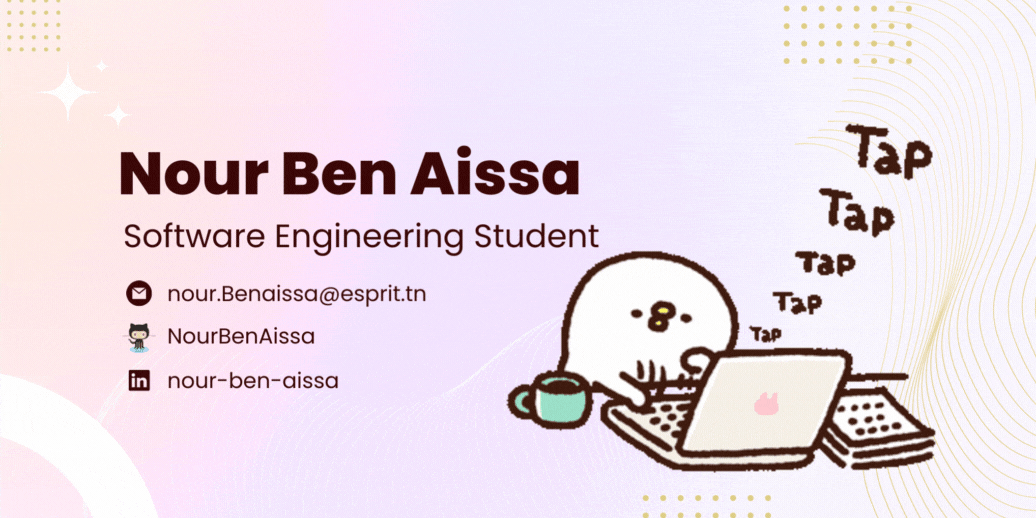 Nour Ben Aissa
Software Engineering Student
nour.Benaissa@esprit.tn
NourBenAissa
in nour-ben-aissa
Tap
Tap
Tap
Tap
Tap